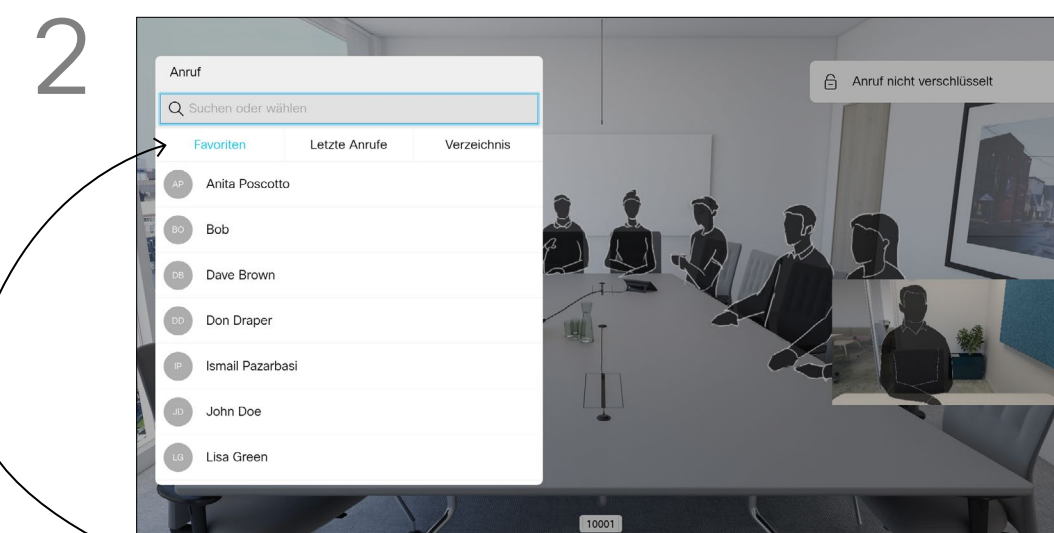 2
Anruf
Suchen oder wählen
Anruf nicht verschlüsselt
Favoriten Letzte Anrufe Verzeichnis
AP Anita Poscotto
BO Bob
DB Dave Brown
DD Don Draper
IP Ismail Pazarbasi
JD John Doe
LG Lisa Green
10001